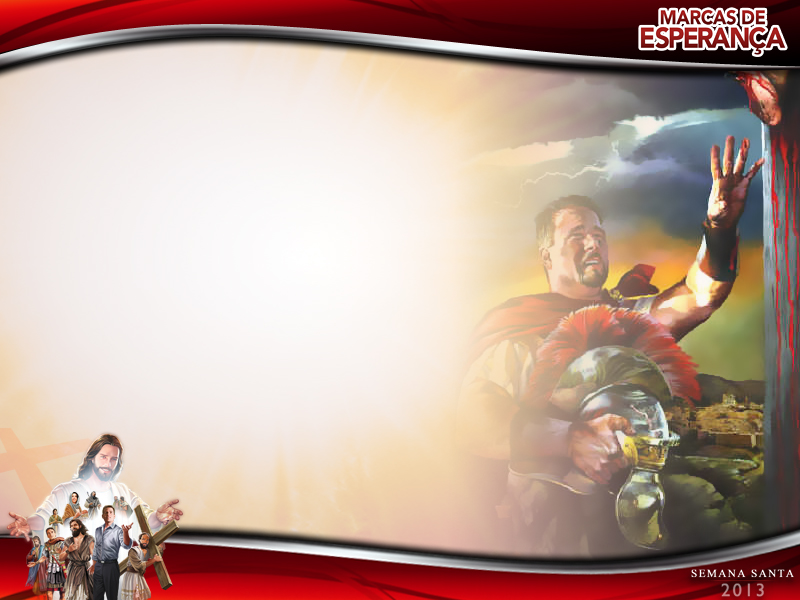 MARCAS DE
ESPERANÇA
SEMANA SANTA
2013